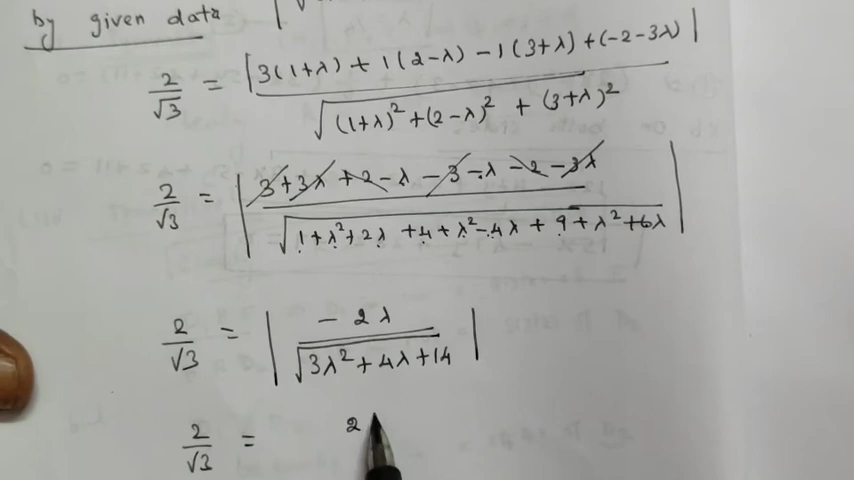 by given data
2/√3 = |3(1+λ) + 1(2-λ) - 1(3+λ) + (-2-3λ)| / √((1+λ)² + (2-λ)² + (3+λ)²)
2/√3 = |(3+3λ+2-λ-3-λ-2-3λ) / √(1+λ²+2λ+4+λ²-4λ+9+λ²+6λ)|
2/√3 = |-2λ / √(3λ²+4λ+14)|
2/√3 = 2